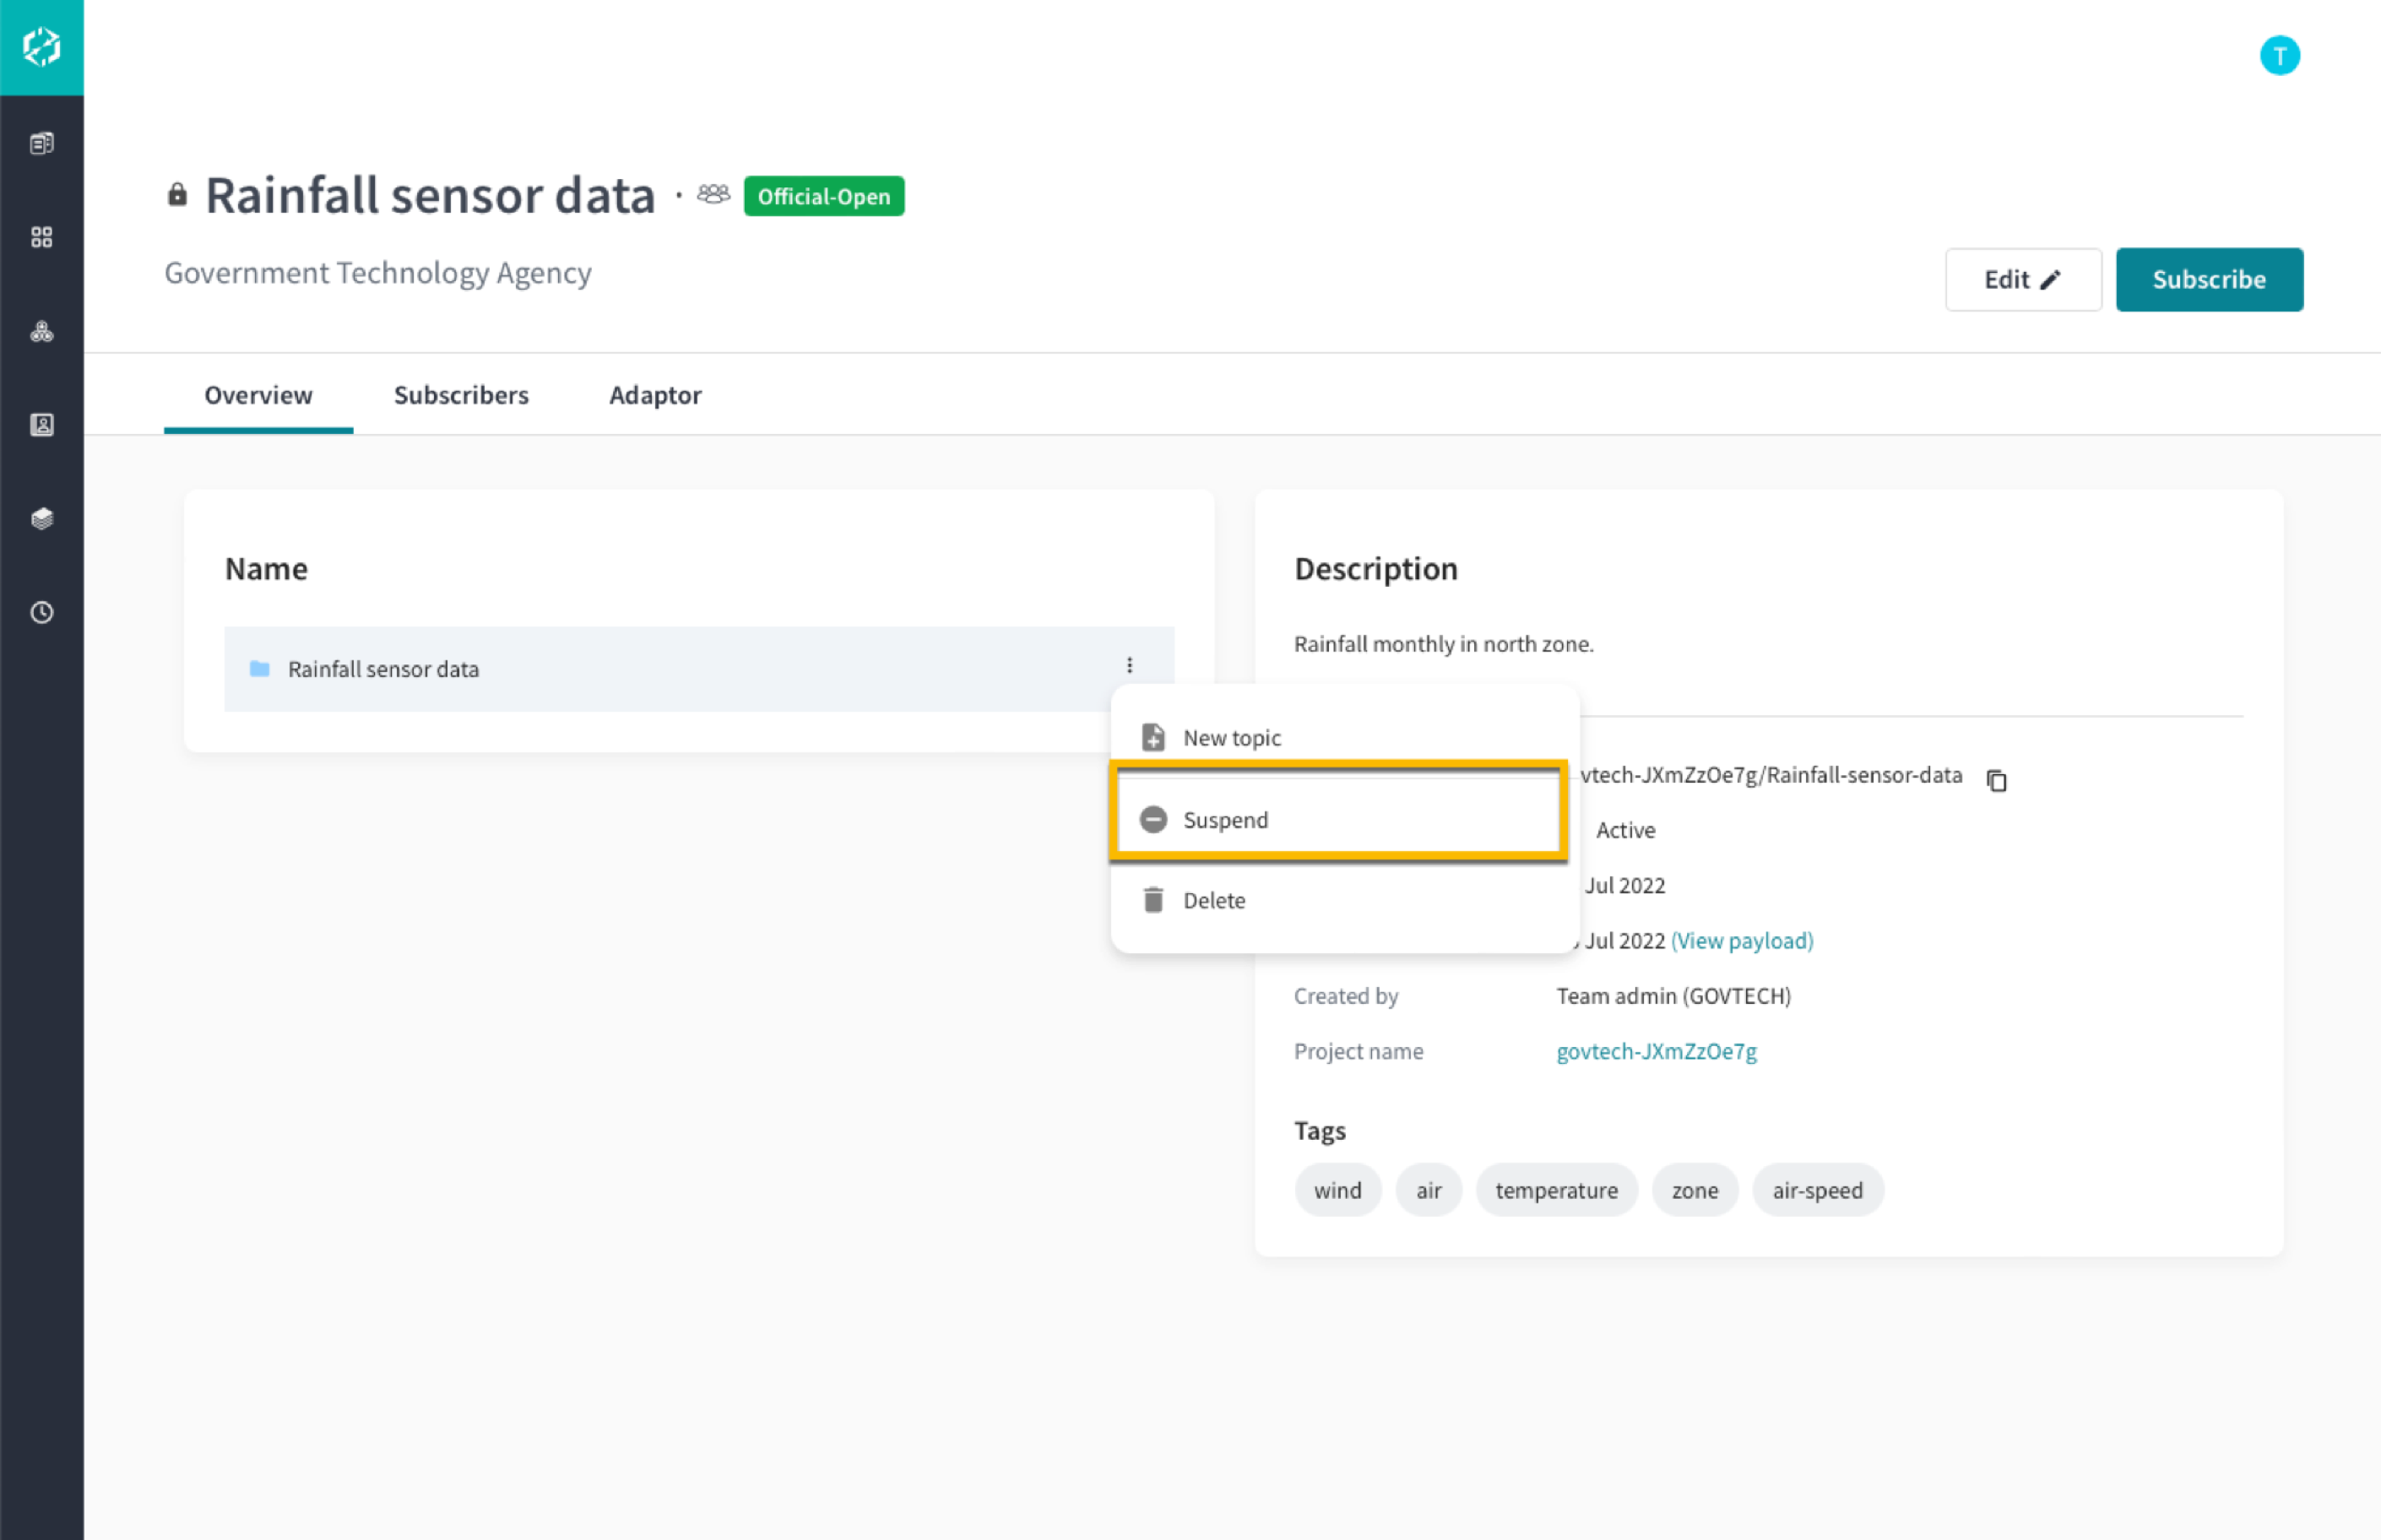 T
Rainfall sensor data · Official-Open
Government Technology Agency
Edit
Subscribe
Overview
Subscribers
Adaptor
Name
Rainfall sensor data
New topic
Suspend
Delete
Description
Rainfall monthly in north zone.
vtech-JXmZzOe7g/Rainfall-sensor-data
Active
Jul 2022
Jul 2022 (View payload)
Created by Team admin (GOVTECH)
Project name govtech-JXmZzOe7g
Tags
wind air temperature zone air-speed